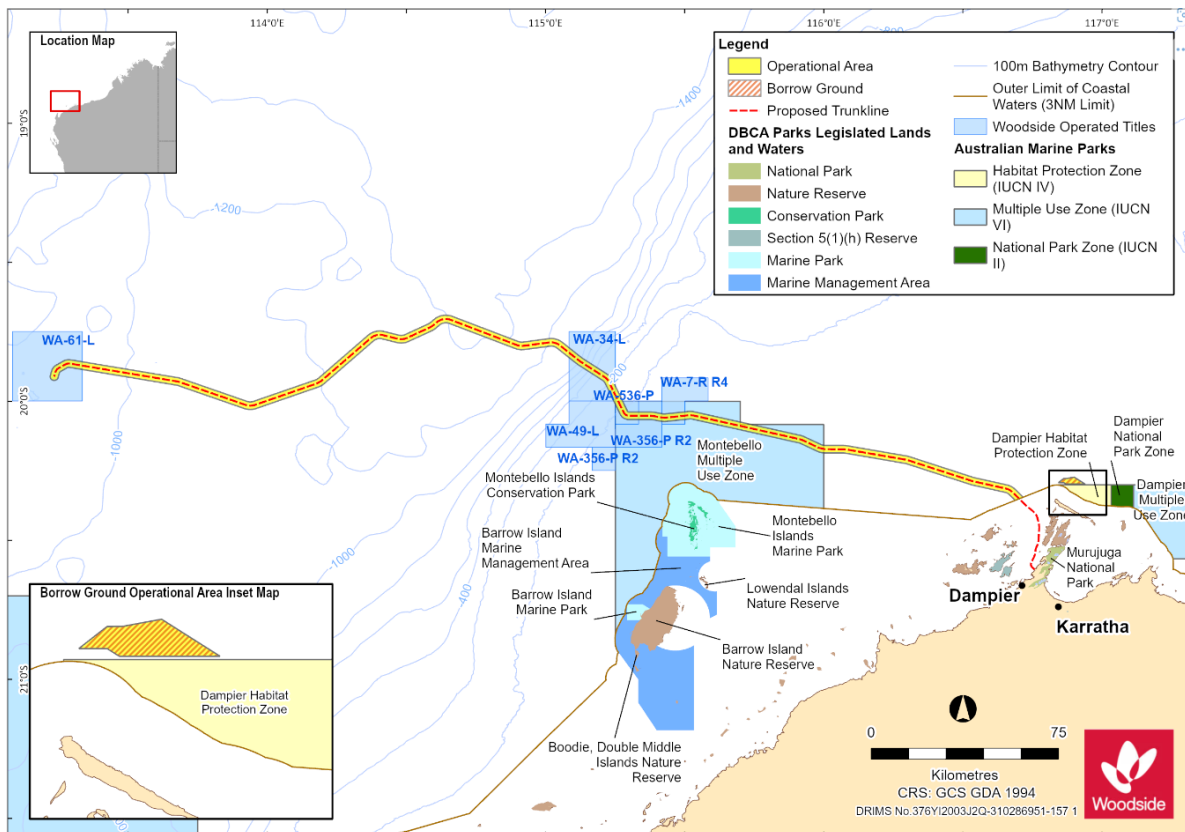 114°0'E
115°0'E
116°0'E
117°0'E
Location Map
19°0'S
20°0'S
21°0'S
Legend
Operational Area
Borrow Ground
Proposed Trunkline
DBCA Parks Legislated Lands
and Waters
National Park
Nature Reserve
Conservation Park
Section 5(1)(h) Reserve
Marine Park
Marine Management Area
100m Bathymetry Contour
Outer Limit of Coastal
Waters (3NM Limit)
Woodside Operated Titles
Australian Marine Parks
Habitat Protection Zone
(IUCN IV)
Multiple Use Zone (IUCN
VI)
National Park Zone (IUCN
II)
-1400
-1200
-1000
-200
-1000
-400
WA-61-L
WA-34-L
WA-536-P
WA-7-R R4
WA-49-L
WA-356-P R2
WA-356-P R2
Montebello
Multiple
Use Zone
Montebello Islands
Conservation Park
Barrow Island
Marine
Management Area
Barrow Island
Marine Park
Montebello
Islands
Marine Park
Lowendal Islands
Nature Reserve
Barrow Island
Nature Reserve
Boodie, Double Middle
Islands Nature
Reserve
Dampier Habitat
Protection Zone
Dampier
National
Park Zone
Dampier
Multiple
Use Zone
Murujuga
National
Park
Dampier
Karratha
Borrow Ground Operational Area Inset Map
Dampier Habitat
Protection Zone
0
75
Kilometres
CRS: GCS GDA 1994
DRIMS No.376YI2003J2Q-310286951-157 1
Woodside